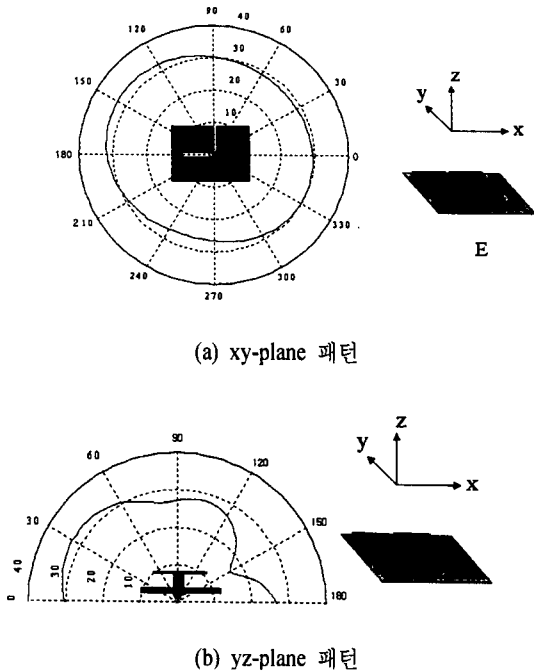 90
120 40 60
30
150 20 30
10
180 0
210 330
240 300
270
z
y
x
E
(a) xy-plane 패턴
90
60 120
30 150
40 30 20 10
0 180
z
y
x
(b) yz-plane 패턴